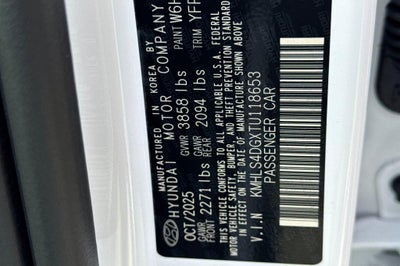 MANUFACTURED IN KOREA BY
HYUNDAI MOTOR COMPANY PAINT W6H
OCT/2025 GVWR 3858 lbs TRIM YFF
GAWR FRONT 2271 lbs GAWR REAR 2094 lbs
THIS VEHICLE CONFORMS TO ALL APPLICABLE U.S.A. FEDERAL
MOTOR VEHICLE SAFETY, BUMPER, AND THEFT PREVENTION STANDARDS
IN EFFECT ON THE DATE OF MANUFACTURE SHOWN ABOVE.
V.I.N KMHLS4DGXTU118653
PASSENGER CAR